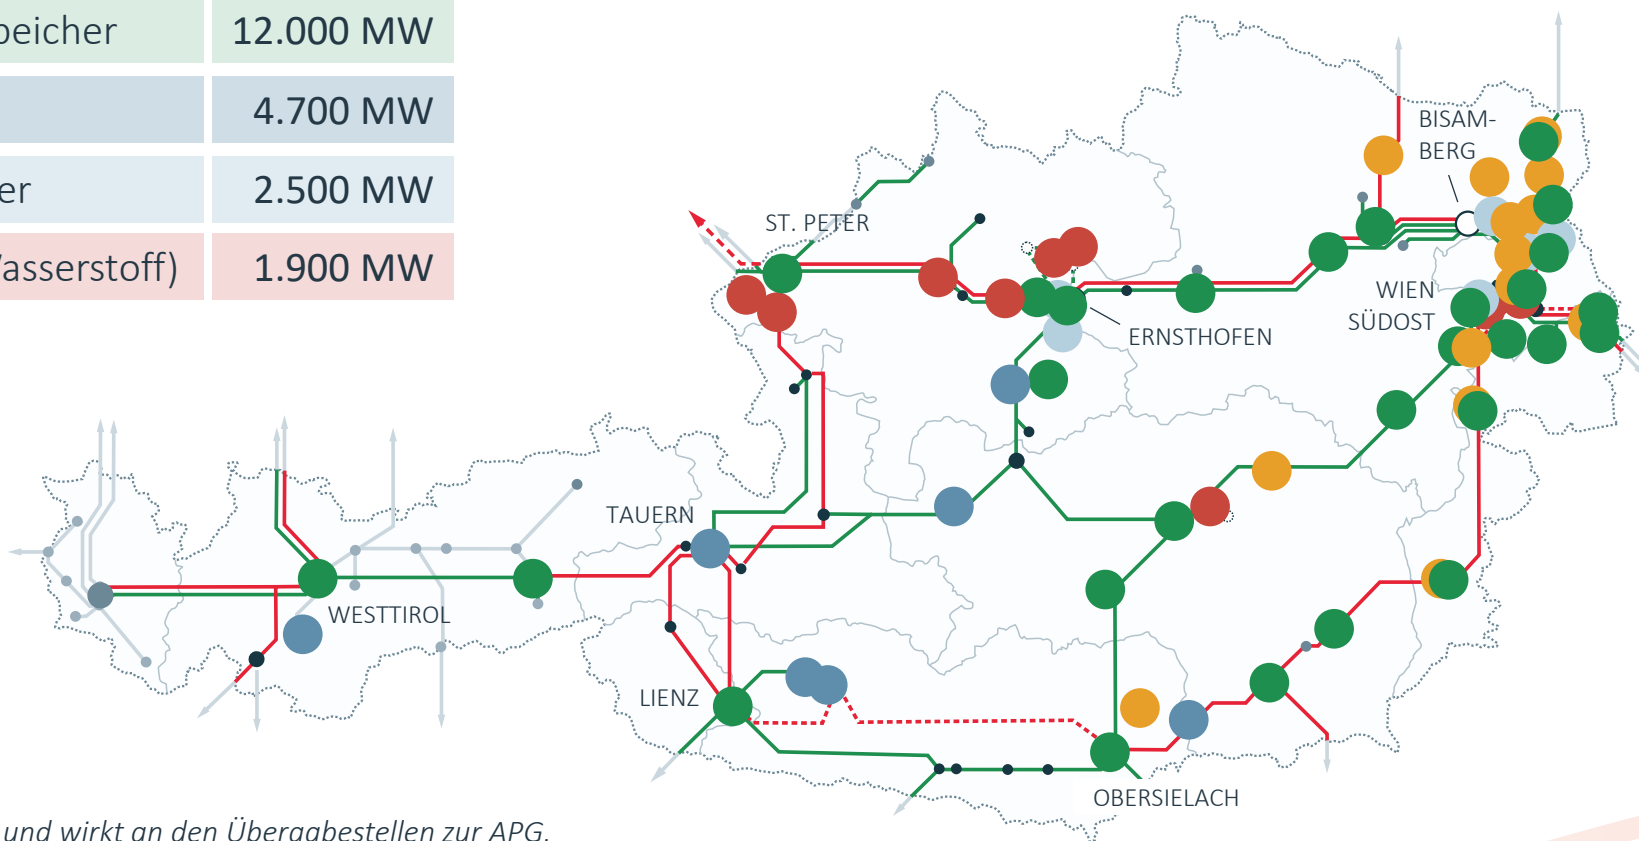 peicher 12.000 MW
4.700 MW
er 2.500 MW
Wasserstoff) 1.900 MW
BISAM-
BERG
ST. PETER
WIEN
SÜDOST
ERNSTHOFEN
TAUERN
WESTTIROL
LIENZ
OBERSIELACH
und wirkt an den Übergabestellen zur APG.